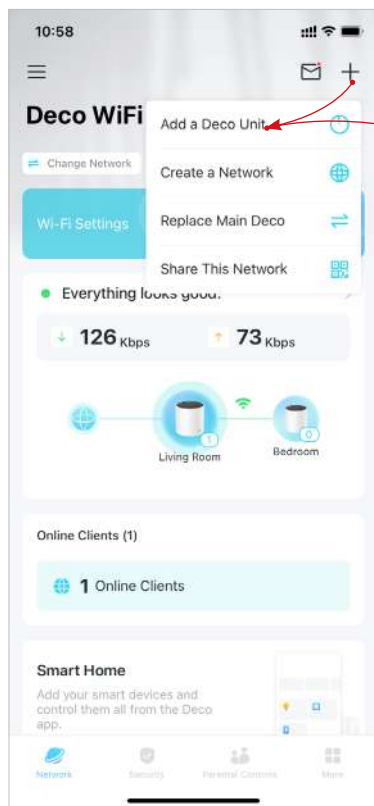 10:58
Deco WiFi
Add a Deco Unit
Change Network
Create a Network
Wi-Fi Settings
Replace Main Deco
Share This Network
Everything looks good.
126 Kbps
73 Kbps
1
0
Living Room
Bedroom
Online Clients (1)
1 Online Clients
Smart Home
Add your smart devices and
control them all from the Deco
app.
Network
Security
Parental Controls
More